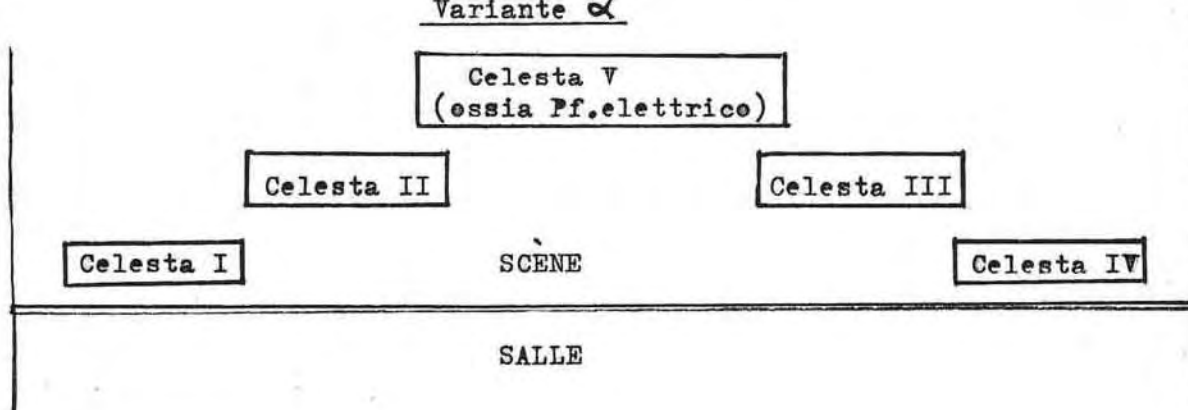 Variante α
Celesta V
(ossia Pf.elettrico)
Celesta II
Celesta III
Celesta I
SCÈNE
Celesta IV
SALLE